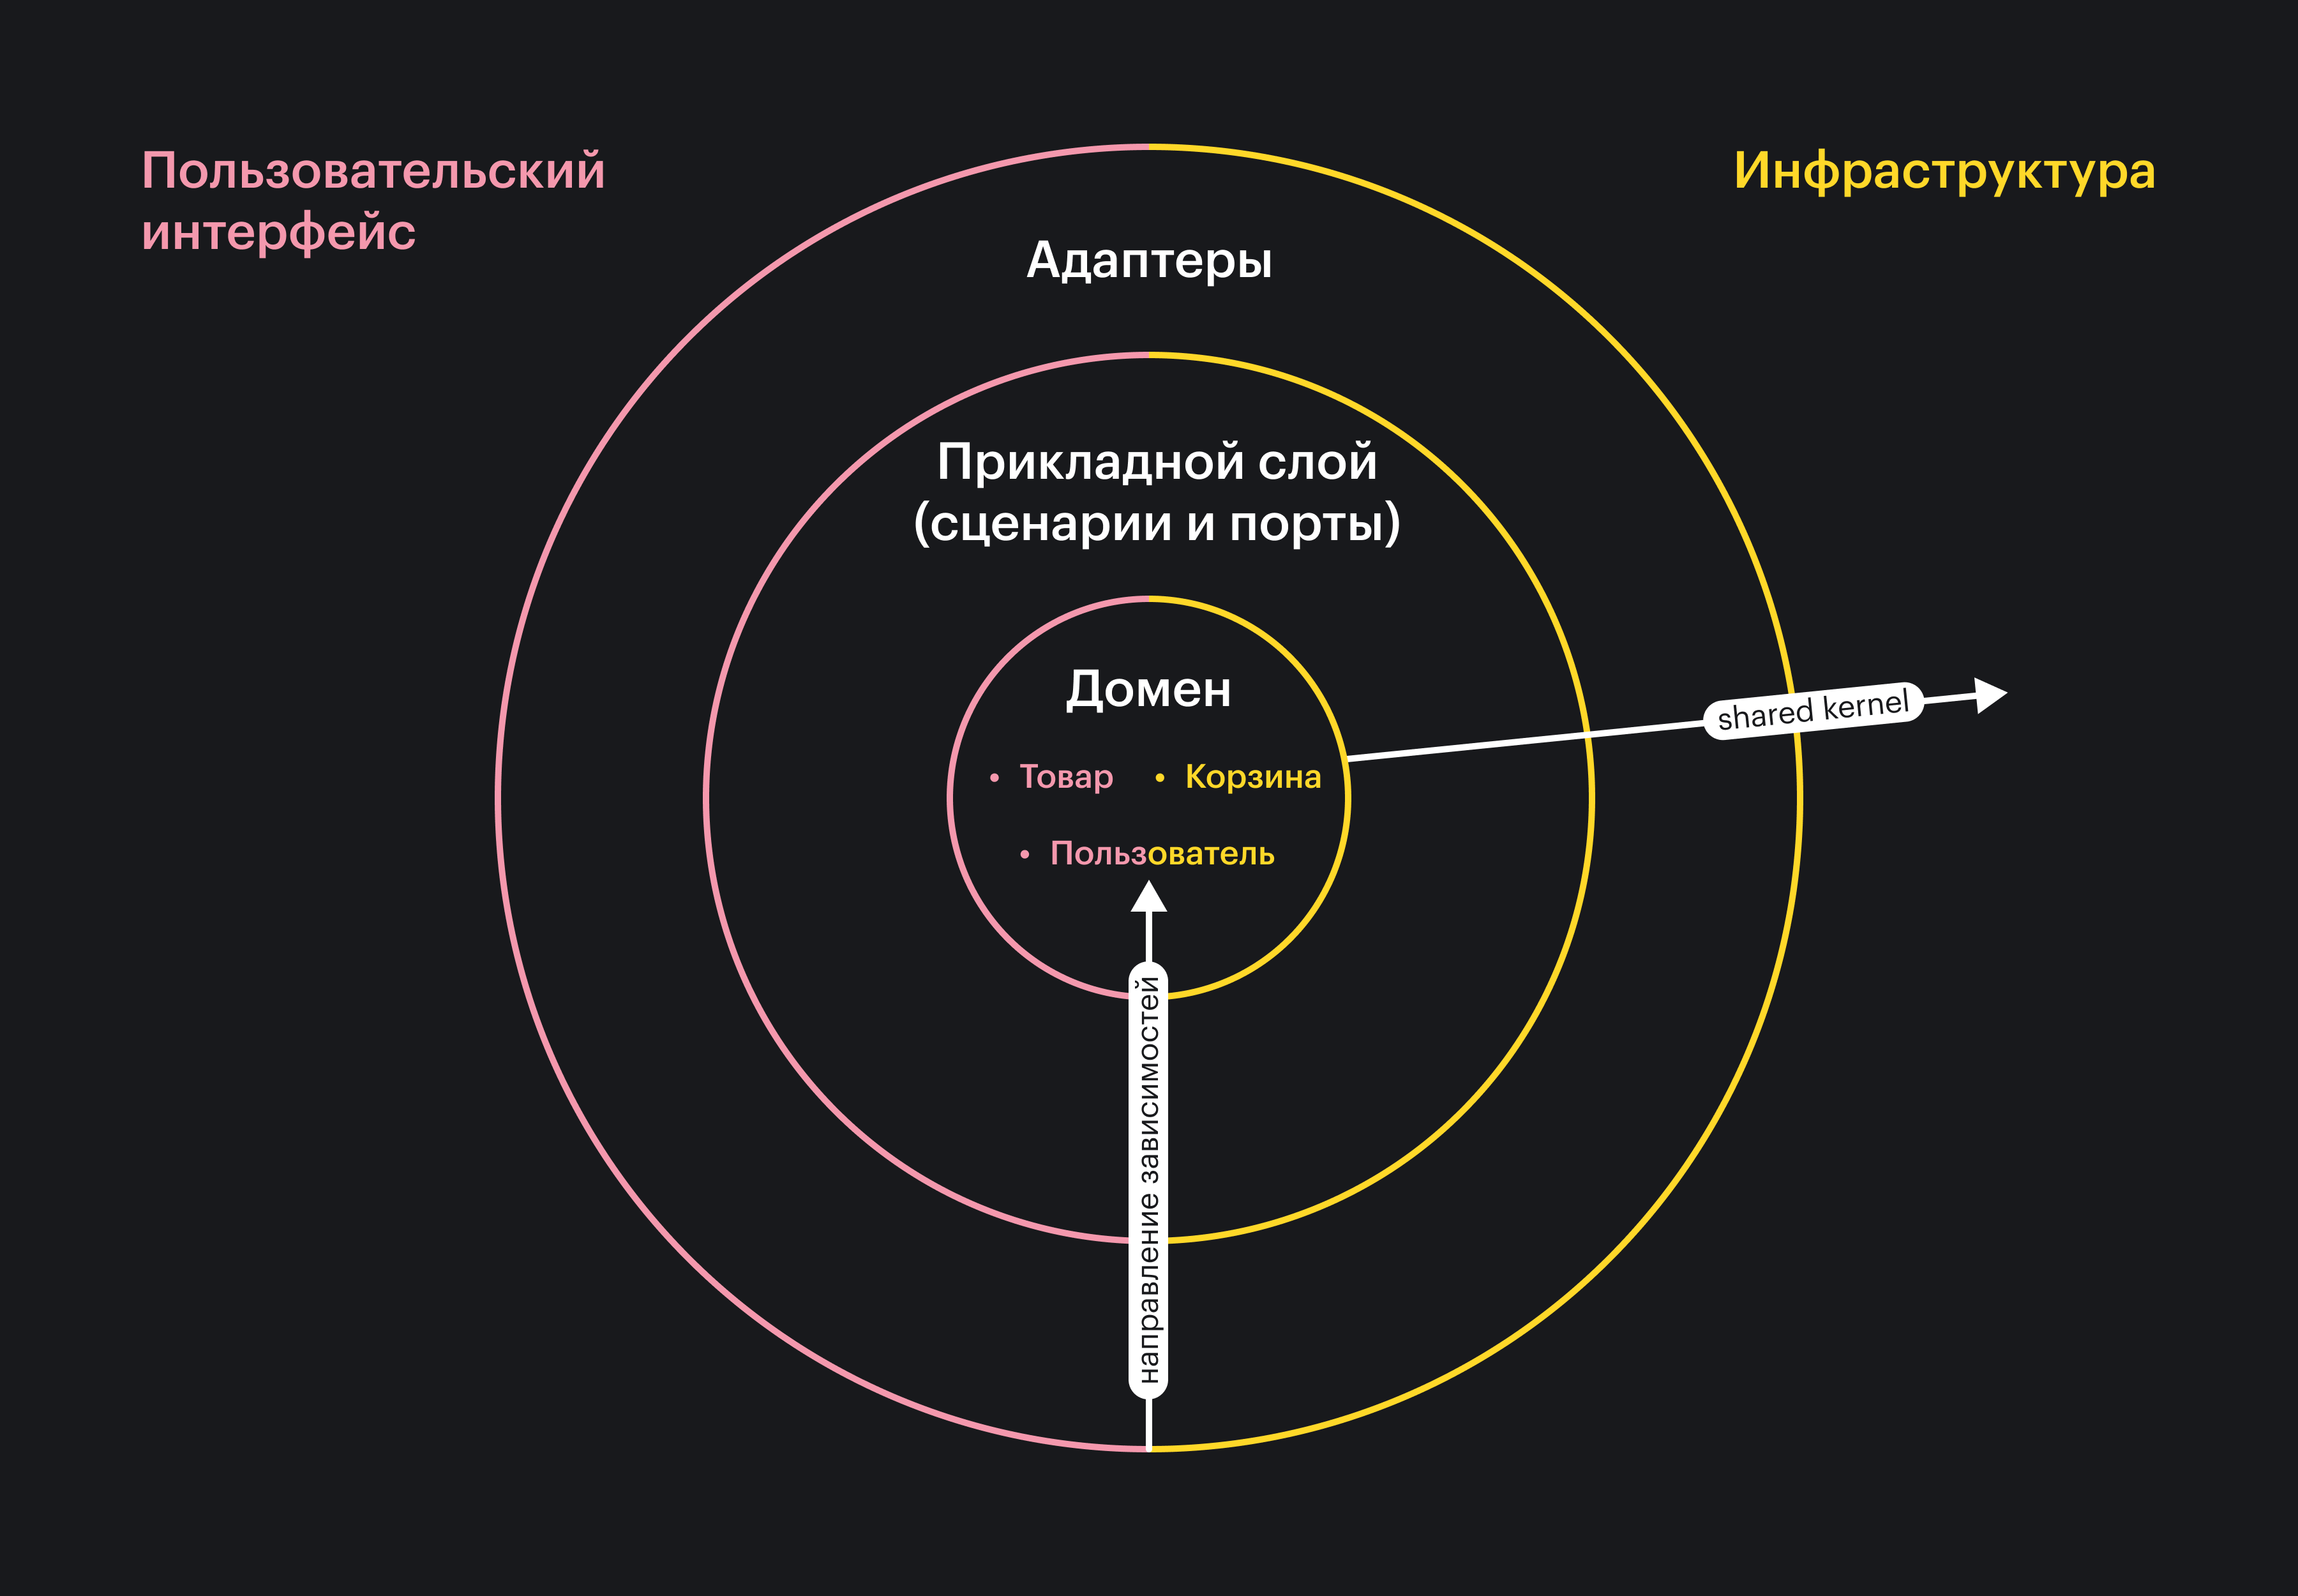 Пользовательский
интерфейс
Инфраструктура
Адаптеры
Прикладной слой
(сценарии и порты)
Домен
• Товар • Корзина
• Пользователь
shared kernel
направление зависимостей